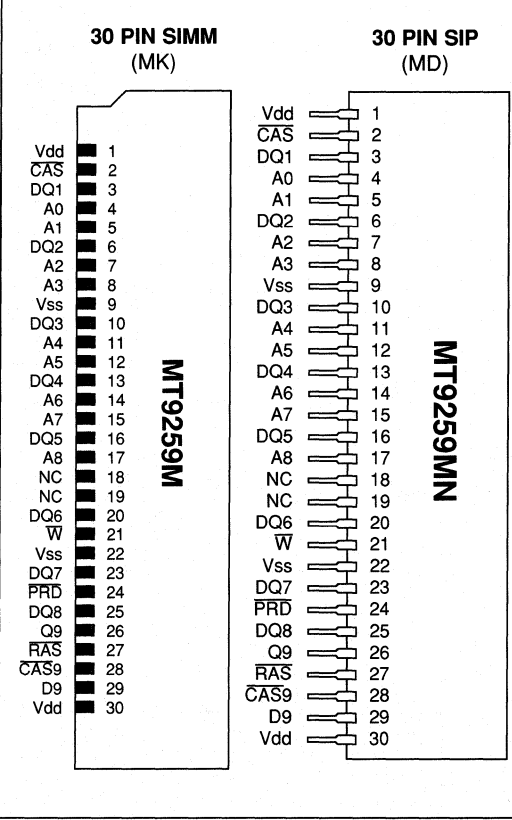 30 PIN SIMM
(MK)
Vdd 1
CAS 2
DQ1 3
A0 4
A1 5
DQ2 6
A2 7
A3 8
Vss 9
DQ3 10
A4 11
A5 12
DQ4 13
A6 14
A7 15
DQ5 16
A8 17
NC 18
NC 19
DQ6 20
W 21
Vss 22
DQ7 23
PRD 24
DQ8 25
Q9 26
RAS 27
CAS9 28
D9 29
Vdd 30
MT9259M
30 PIN SIP
(MD)
Vdd 1
CAS 2
DQ1 3
A0 4
A1 5
DQ2 6
A2 7
A3 8
Vss 9
DQ3 10
A4 11
A5 12
DQ4 13
A6 14
A7 15
DQ5 16
A8 17
NC 18
NC 19
DQ6 20
W 21
Vss 22
DQ7 23
PRD 24
DQ8 25
Q9 26
RAS 27
CAS9 28
D9 29
Vdd 30
MT9259MN